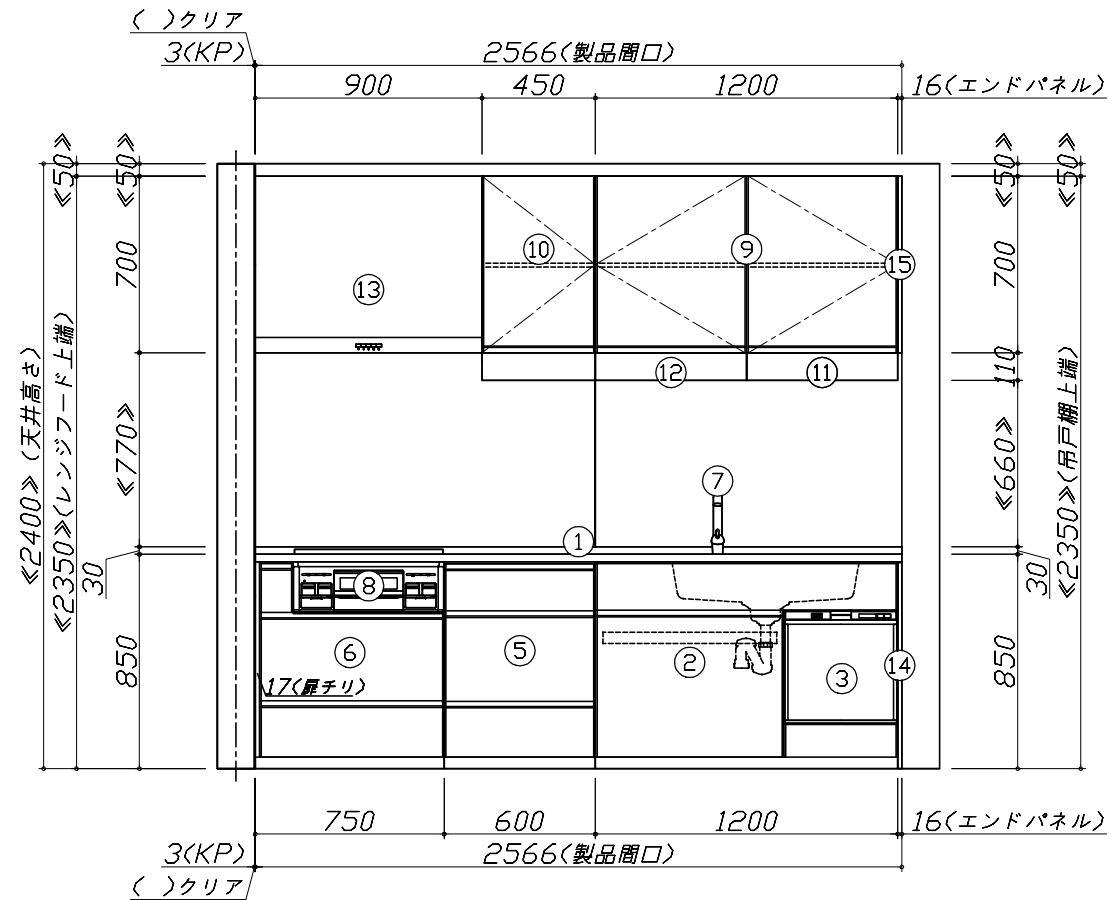 ( )クリア
3(KP)
2566(製品間口)
900
450
1200
16(エンドパネル)
≪50≫
≪50≫
≪50≫
≪50≫
700
700
10
9
15
13
12
11
110
≪2400≫(天井高さ)
≪2350≫(レンジフード上端)
≪770≫
≪660≫
≪2350≫(吊戸棚上端)
7
1
30
30
8
6
5
2
3
14
17(扉チリ)
850
850
750
600
1200
16(エンドパネル)
3(KP)
2566(製品間口)
( )クリア